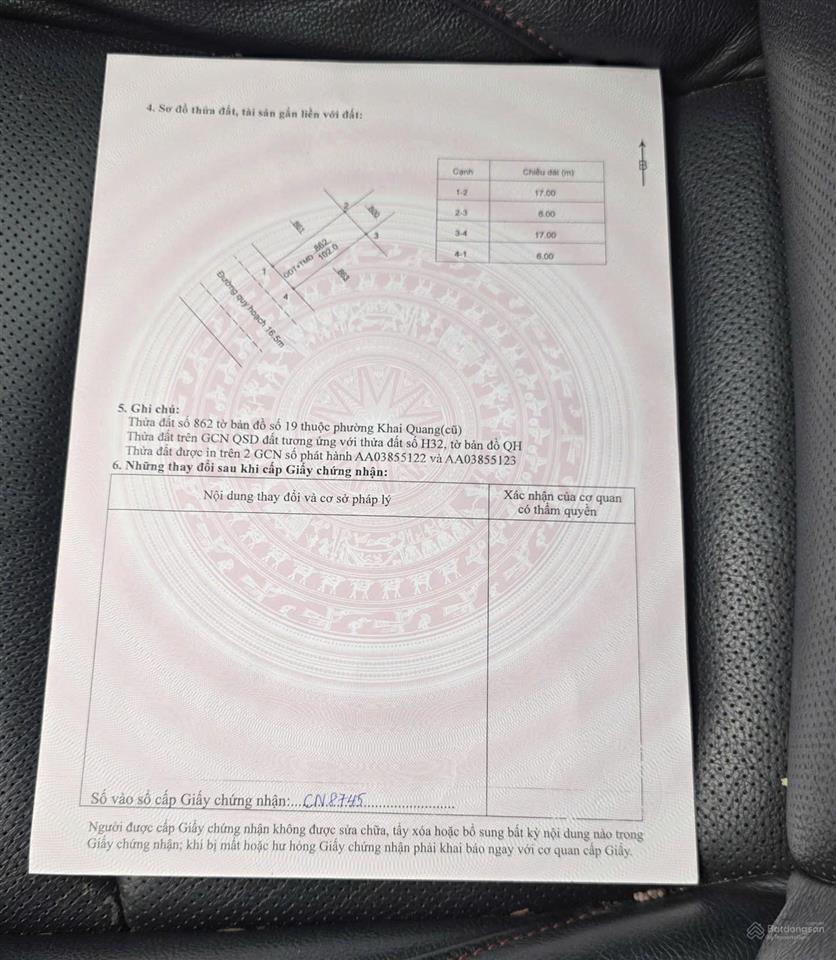 4. Sơ đồ thửa đất, tài sản gắn liền với đất:
B
Cạnh Chiều dài (m)
1-2 17.00
2-3 6.00
3-4 17.00
4-1 6.00
2
800
861
3
862
ODT+TMD 102.0
1
863
4
Đường quy hoạch 16.5m
5. Ghi chú:
Thửa đất số 862 tờ bản đồ số 19 thuộc phường Khai Quang(cũ)
Thửa đất trên GCN QSD đất tương ứng với thửa đất số H32, tờ bản đồ QH
Thửa đất được in trên 2 GCN số phát hành AA03855122 và AA03855123
6. Những thay đổi sau khi cấp Giấy chứng nhận:
Nội dung thay đổi và cơ sở pháp lý
Xác nhận của cơ quan
có thẩm quyền
Số vào sổ cấp Giấy chứng nhận:...CN.8745......................
Người được cấp Giấy chứng nhận không được sửa chữa, tẩy xóa hoặc bổ sung bất kỳ nội dung nào trong
Giấy chứng nhận; khi bị mất hoặc hư hỏng Giấy chứng nhận phải khai báo ngay với cơ quan cấp Giấy.
Batdongsan